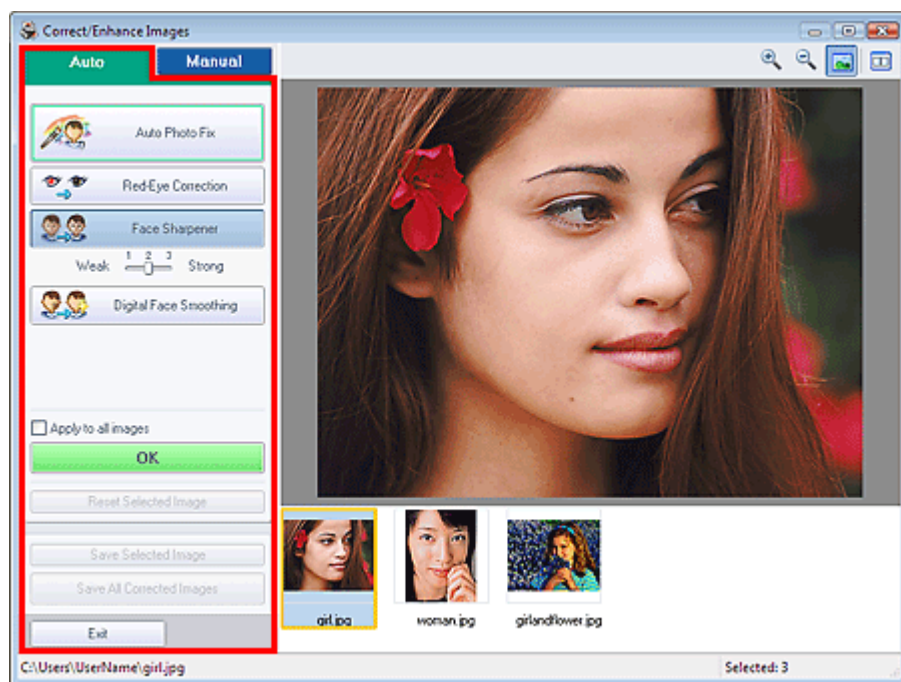 Correct/Enhance Images
Auto
Manual
Auto Photo Fix
Red-Eye Correction
Face Sharpener
1 2 3
Weak Strong
Digital Face Smoothing
Apply to all images
OK
Reset Selected Image
Save Selected Image
Save All Corrected Images
Exit
girl.jpg
woman.jpg
girlandflower.jpg
C:\Users\UserName\girl.jpg
Selected: 3